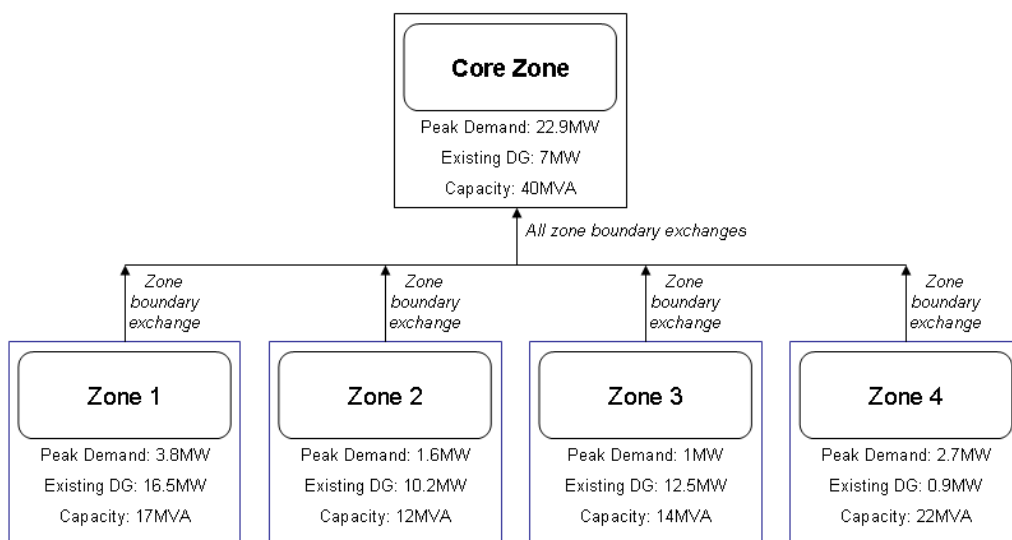 Core Zone
Peak Demand: 22.9MW
Existing DG: 7MW
Capacity: 40MVA
All zone boundary exchanges
Zone
boundary
exchange
Zone
boundary
exchange
Zone
boundary
exchange
Zone
boundary
exchange
Zone 1
Peak Demand: 3.8MW
Existing DG: 16.5MW
Capacity: 17MVA
Zone 2
Peak Demand: 1.6MW
Existing DG: 10.2MW
Capacity: 12MVA
Zone 3
Peak Demand: 1MW
Existing DG: 12.5MW
Capacity: 14MVA
Zone 4
Peak Demand: 2.7MW
Existing DG: 0.9MW
Capacity: 22MVA